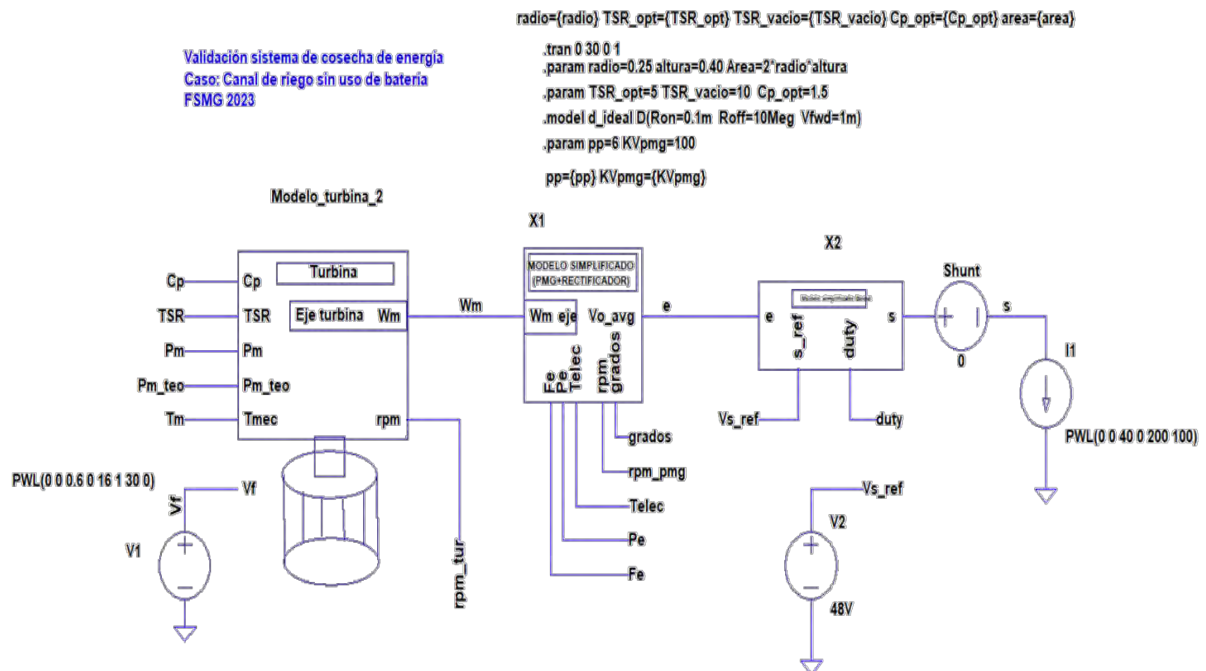 radio={radio} TSR_opt={TSR_opt} TSR_vacio={TSR_vacio} Cp_opt={Cp_opt} area={area}
Validación sistema de cosecha de energía
Caso: Canal de riego sin uso de batería
FSMG 2023
.tran 0 30 0 1
.param radio=0.25 altura=0.40 Area=2*radio*altura
.param TSR_opt=5 TSR_vacio=10 Cp_opt=1.5
.model d_ideal D(Ron=0.1m Roff=10Meg Vfwd=1m)
.param pp=6 KVpmg=100
pp={pp} KVpmg={KVpmg}
Modelo_turbina_2
Turbina
Eje turbina
Wm
Cp
Cp
TSR
TSR
Pm
Pm
Pm_teo
Pm_teo
Tm
Tmec
rpm
rpm_tur
Wm
X1
MODELO SIMPLIFICADO
(PMG+RECTIFICADOR)
Wm eje
Vo_avg
Fe
Pe
Telec
rpm
grados
grados
rpm_pmg
Telec
Pe
Fe
e
X2
e
s
s_ref
duty
Vs_ref
duty
Shunt
0
s
I1
PWL(0 0 40 0 200 100)
PWL(0 0 0.6 0 16 1 30 0)
Vf
Vf
V1
Vs_ref
V2
48V